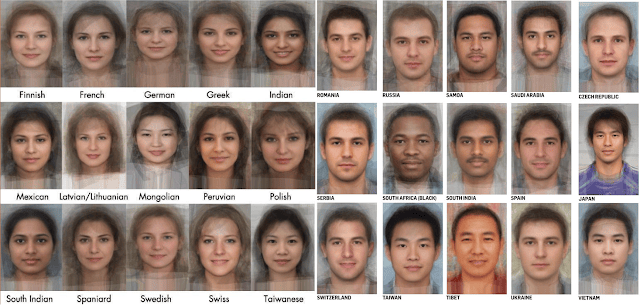 Finnish French German Greek Indian ROMANIA RUSSIA SAMOA SAUDI ARABIA CZECH REPUBLIC
Mexican Latvian/Lithuanian Mongolian Peruvian Polish SERBIA SOUTH AFRICA (BLACK) SOUTH INDIA SPAIN JAPAN
South Indian Spaniard Swedish Swiss Taiwanese SWITZERLAND TAIWAN TIBET UKRAINE VIETNAM